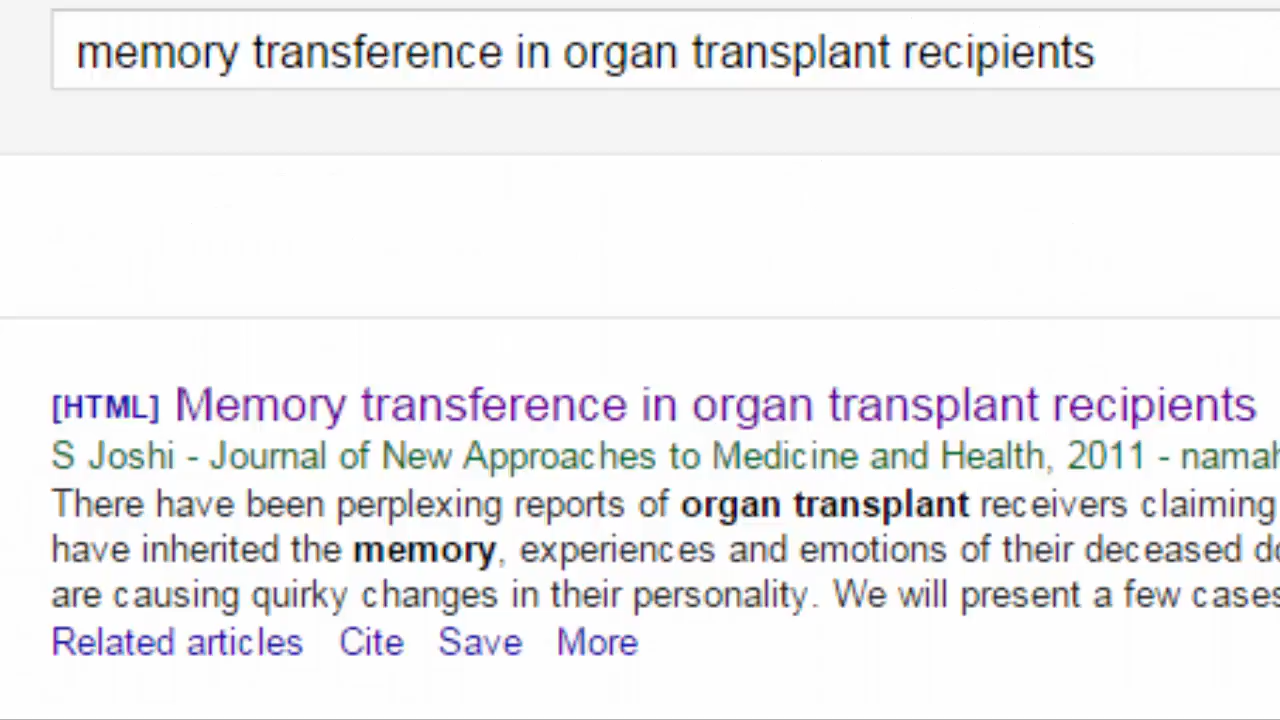 memory transference in organ transplant recipients
[HTML] Memory transference in organ transplant recipients
S Joshi - Journal of New Approaches to Medicine and Health, 2011 - namah
There have been perplexing reports of organ transplant receivers claiming
have inherited the memory, experiences and emotions of their deceased do
are causing quirky changes in their personality. We will present a few cases
Related articles Cite Save More